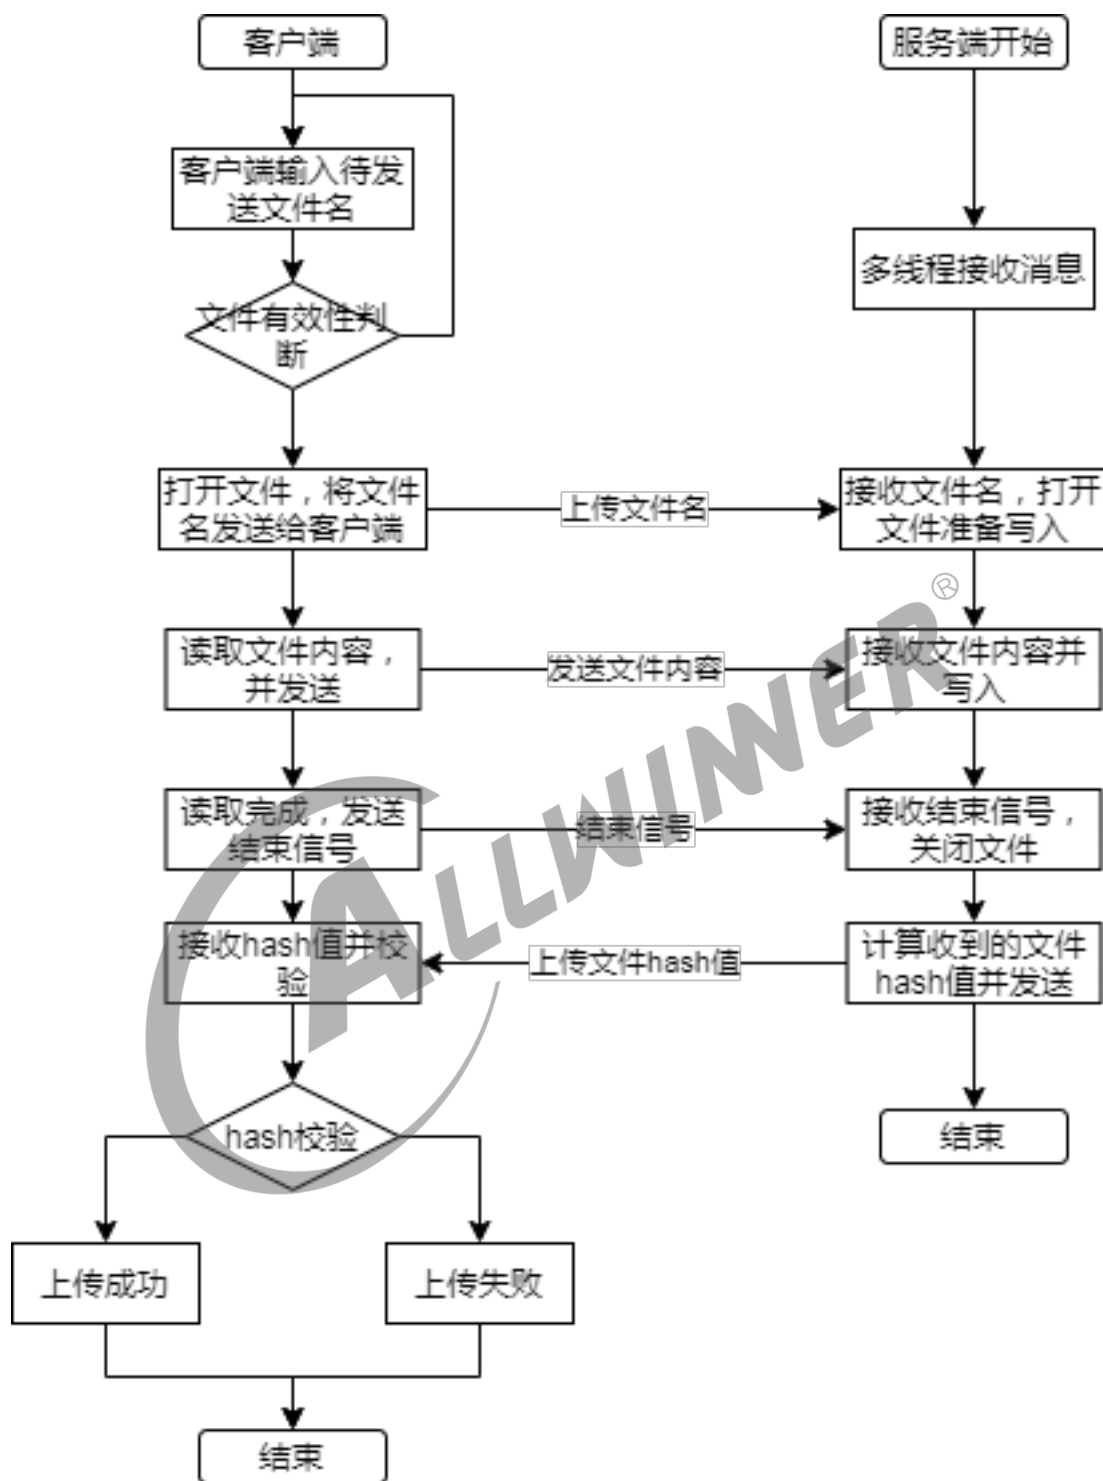 客户端
服务端开始
客户端输入待发
送文件名
多线程接收消息
文件有效性判
断
打开文件，将文件
名发送给客户端
上传文件名
接收文件名，打开
文件准备写入
读取文件内容，
并发送
发送文件内容
接收文件内容并
写入
读取完成，发送
结束信号
结束信号
接收结束信号，
关闭文件
接收hash值并校
验
上传文件hash值
计算收到的文件
hash值并发送
hash校验
结束
上传成功
上传失败
结束
ALLWINNER®